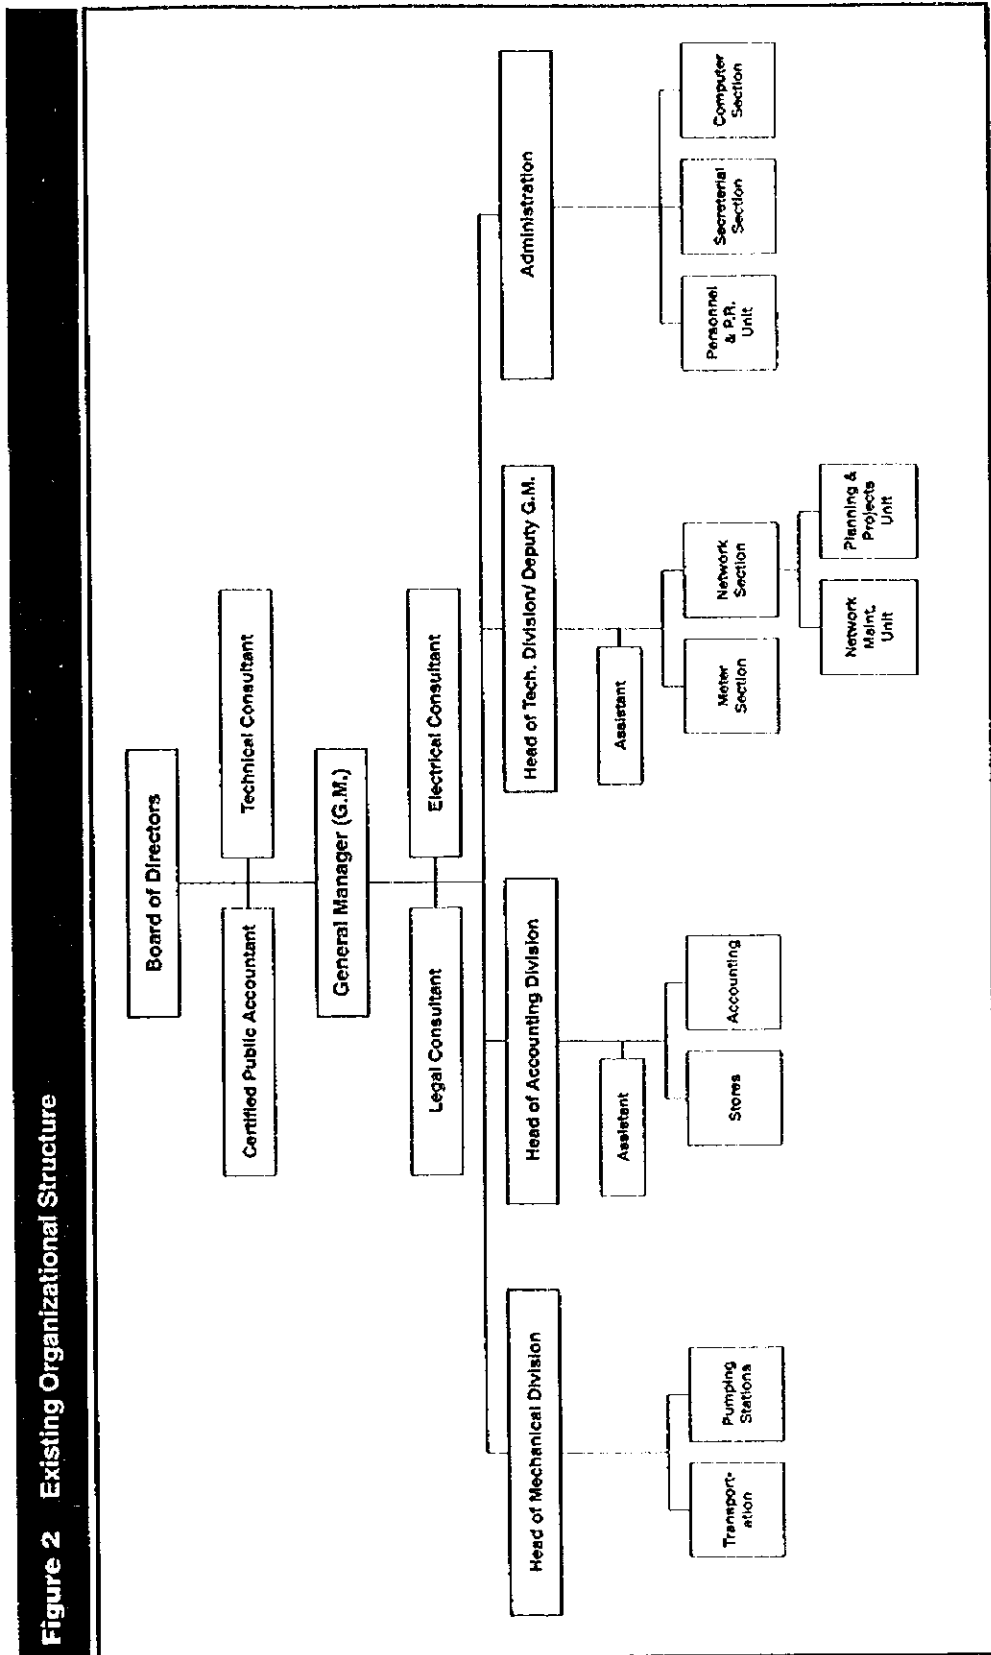 Figure 2 Existing Organizational Structure
Board of Directors
Certified Public Accountant
Technical Consultant
General Manager (G.M.)
Legal Consultant
Electrical Consultant
Head of Mechanical Division
Head of Accounting Division
Head of Tech. Division/ Deputy G.M.
Administration
Assistant
Assistant
Transport-
ation
Pumping
Stations
Stores
Accounting
Meter
Section
Network
Section
Personnel
& P.R.
Unit
Secreterial
Section
Computer
Section
Network
Maint.
Unit
Planning &
Projects
Unit